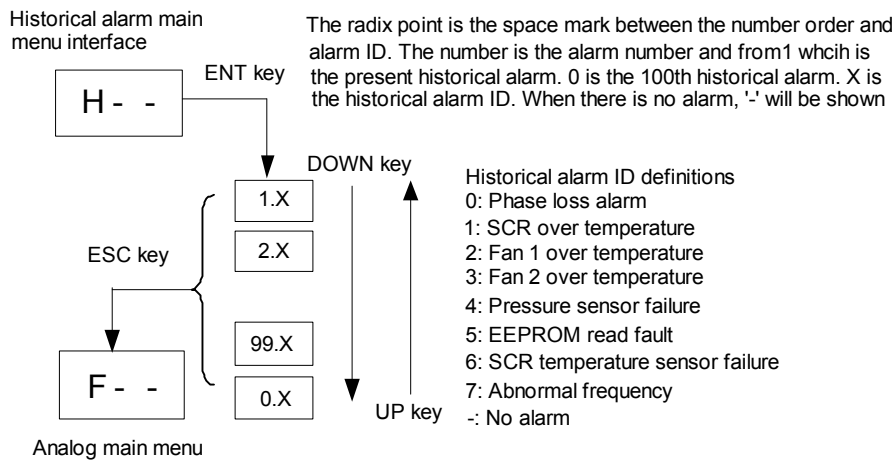 Historical alarm main
menu interface
The radix point is the space mark between the number order and
alarm ID. The number is the alarm number and from1 whcih is
the present historical alarm. 0 is the 100th historical alarm. X is
the historical alarm ID. When there is no alarm, '-' will be shown
ENT key
H - -
DOWN key
1.X
2.X
ESC key
99.X
F - -
0.X
UP key
Analog main menu
Historical alarm ID definitions
0: Phase loss alarm
1: SCR over temperature
2: Fan 1 over temperature
3: Fan 2 over temperature
4: Pressure sensor failure
5: EEPROM read fault
6: SCR temperature sensor failure
7: Abnormal frequency
-: No alarm